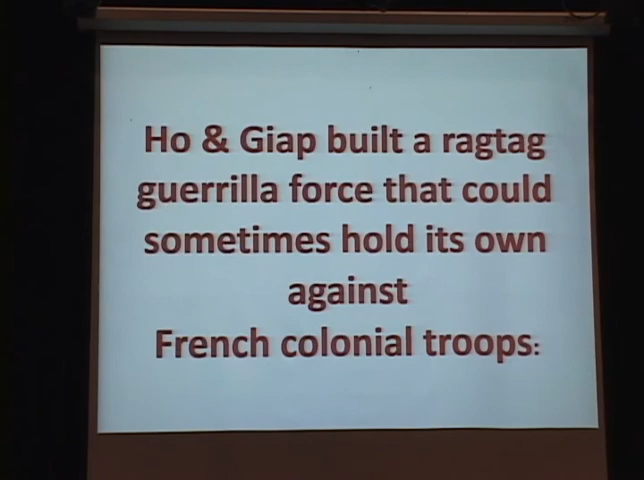 Ho & Giap built a ragtag
guerrilla force that could
sometimes hold its own
against
French colonial troops: